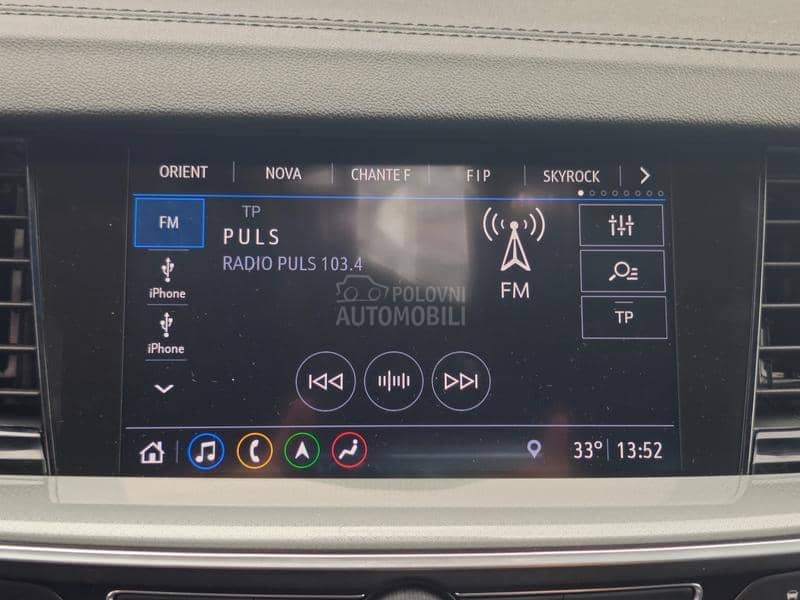 ORIENT NOVA CHANTE F F I P SKYROCK
FM
TP
PULS
RADIO PULS 103.4
iPhone
iPhone
FM
TP
POLOVNI
AUTOMOBILI
33° 13:52